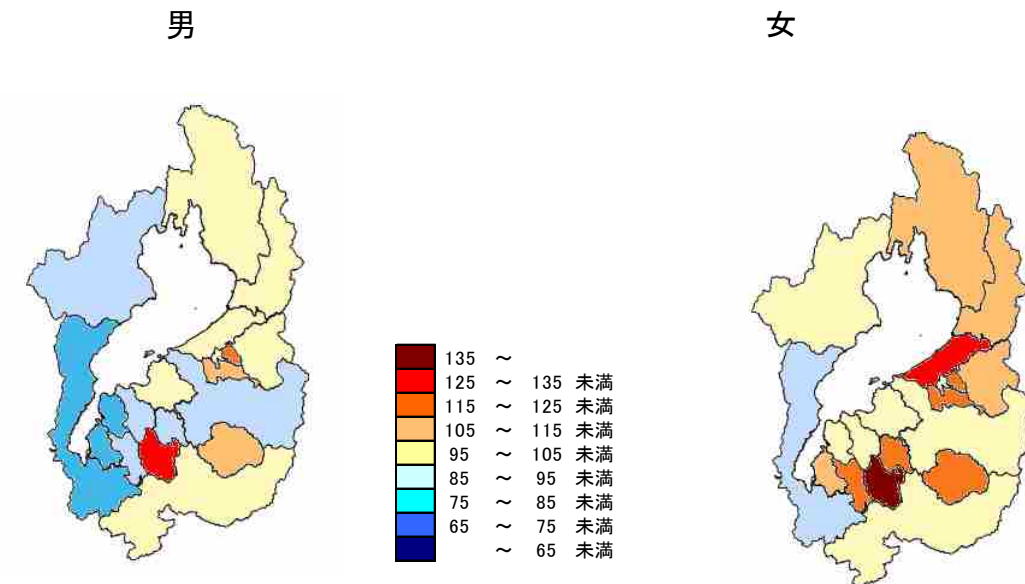 男
女
135 ～
125 ～ 135 未満
115 ～ 125 未満
105 ～ 115 未満
95 ～ 105 未満
85 ～ 95 未満
75 ～ 85 未満
65 ～ 75 未満
～ 65 未満